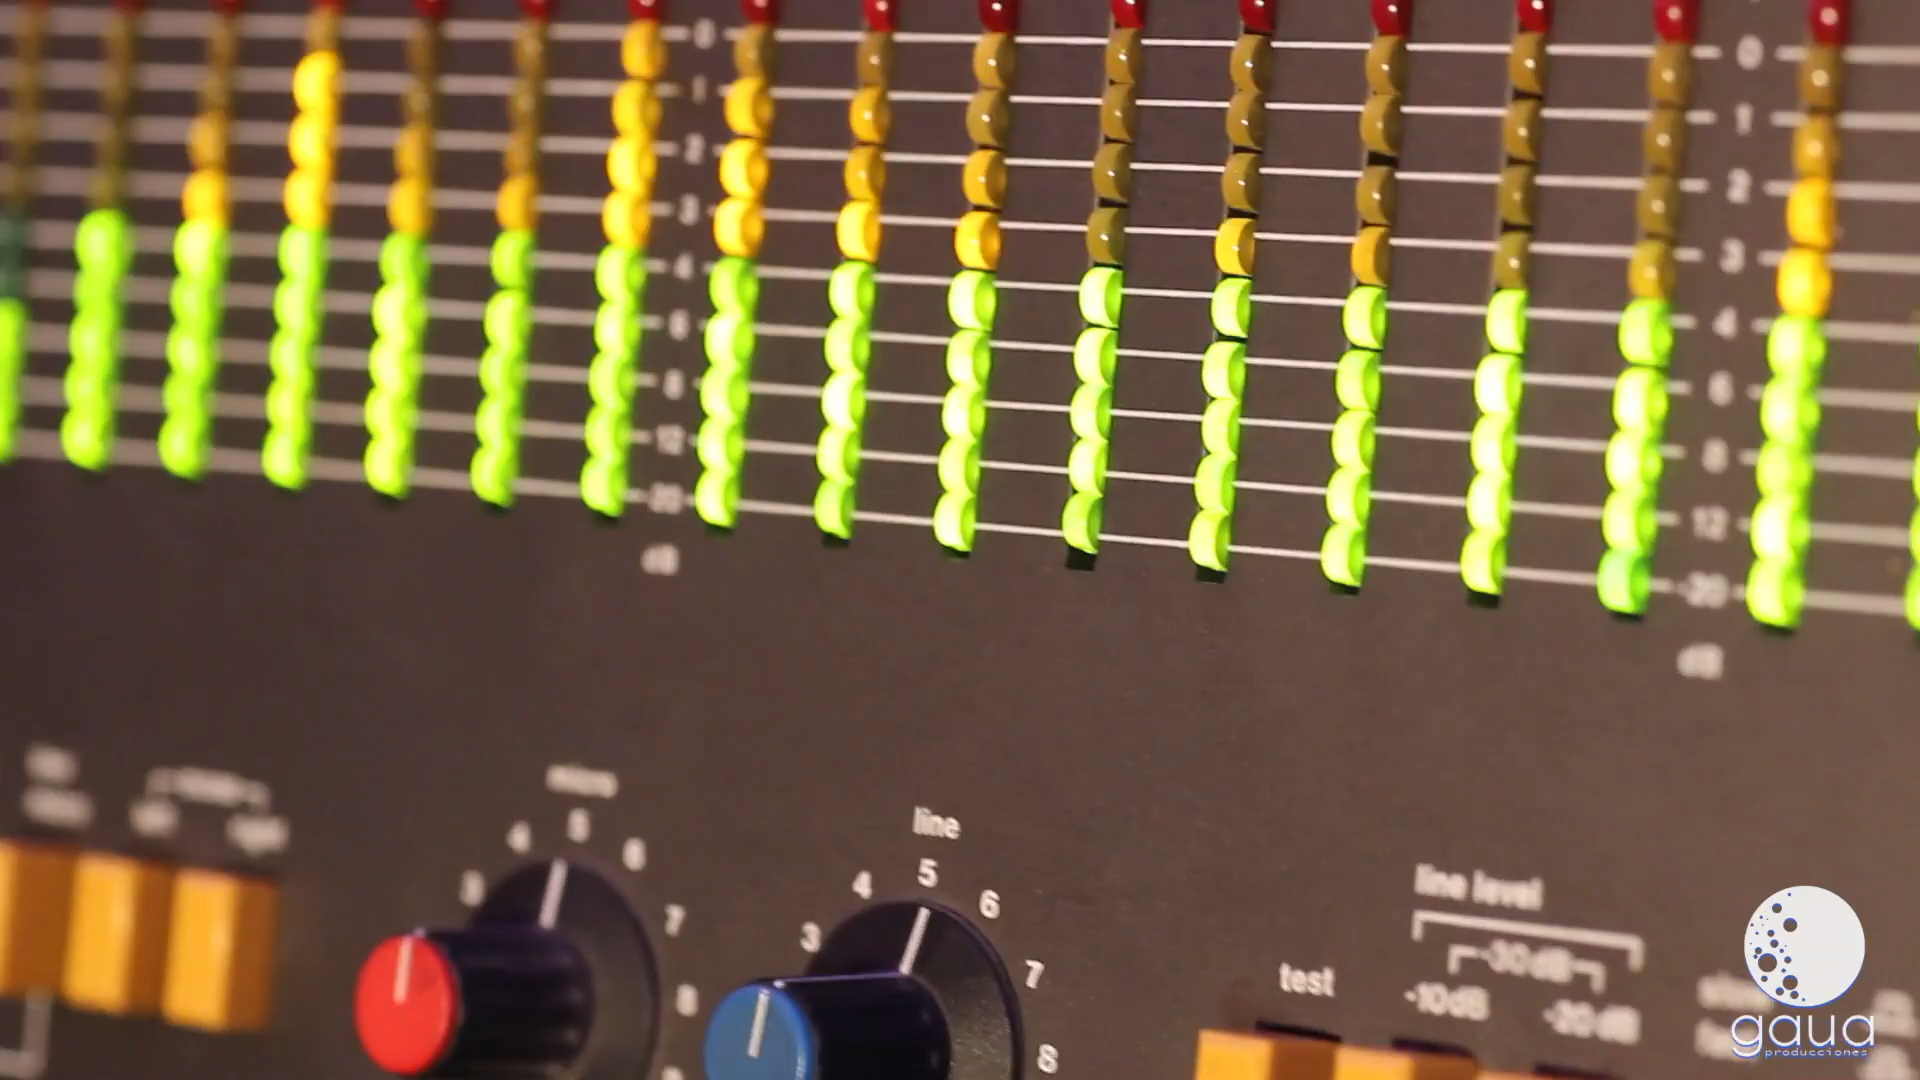 0 0
1 1
2 2
3 3
4 4
6 6
8 8
12 12
-20 -20
dB dB
micro
3 4 5 6 7 8
line
3 4 5 6 7 8
test
line level
-30dB
-10dB -20dB
gaua
producciones